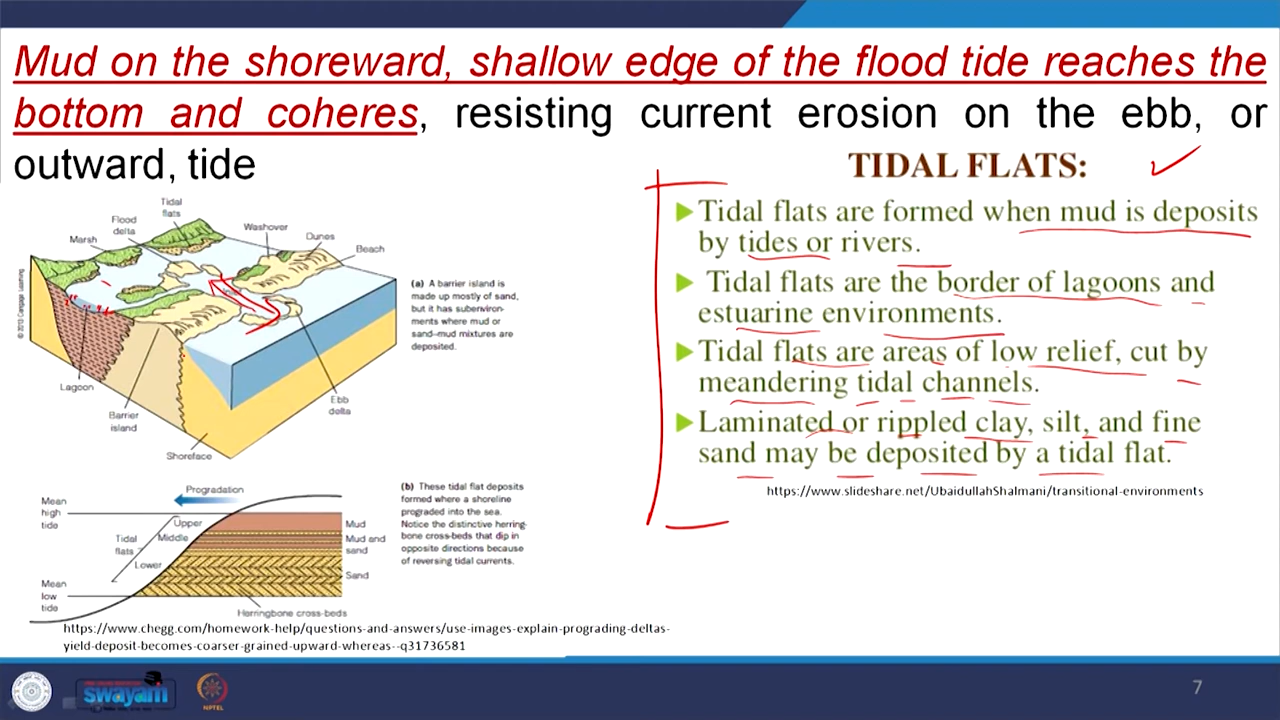 Mud on the shoreward, shallow edge of the flood tide reaches the
bottom and coheres, resisting current erosion on the ebb, or
outward, tide
TIDAL FLATS:
Tidal flats are formed when mud is deposits
by tides or rivers.
Tidal flats are the border of lagoons and
estuarine environments.
Tidal flats are areas of low relief, cut by
meandering tidal channels.
Laminated or rippled clay, silt, and fine
sand may be deposited by a tidal flat.
https://www.slideshare.net/UbaidullahShalmani/transitional-environments
Tidal
flats
Flood
delta
Marsh
Washover
Dunes
Beach
© 2013 Cengage Learning
Lagoon
Barrier
island
Shoreface
Ebb
delta
(a) A barrier island is
made up mostly of sand,
but it has subenviron-
ments where mud or
sand–mud mixtures are
deposited.
Progradation
Mean
high
tide
Upper
Middle
Lower
Tidal
flats
Mean
low
tide
Mud
Mud and
sand
Sand
Herringbone cross-beds
(b) These tidal flat deposits
formed where a shoreline
prograded into the sea.
Notice the distinctive herring-
bone cross-beds that dip in
opposite directions because
of reversing tidal currents.
https://www.chegg.com/homework-help/questions-and-answers/use-images-explain-prograding-deltas-
yield-deposit-becomes-coarser-grained-upward-whereas--q31736581
swayam
NPTEL
7